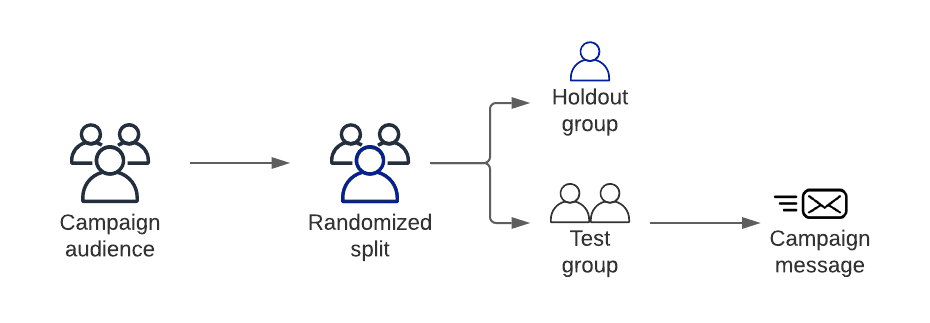 Campaign
audience
Randomized
split
Holdout
group
Test
group
Campaign
message